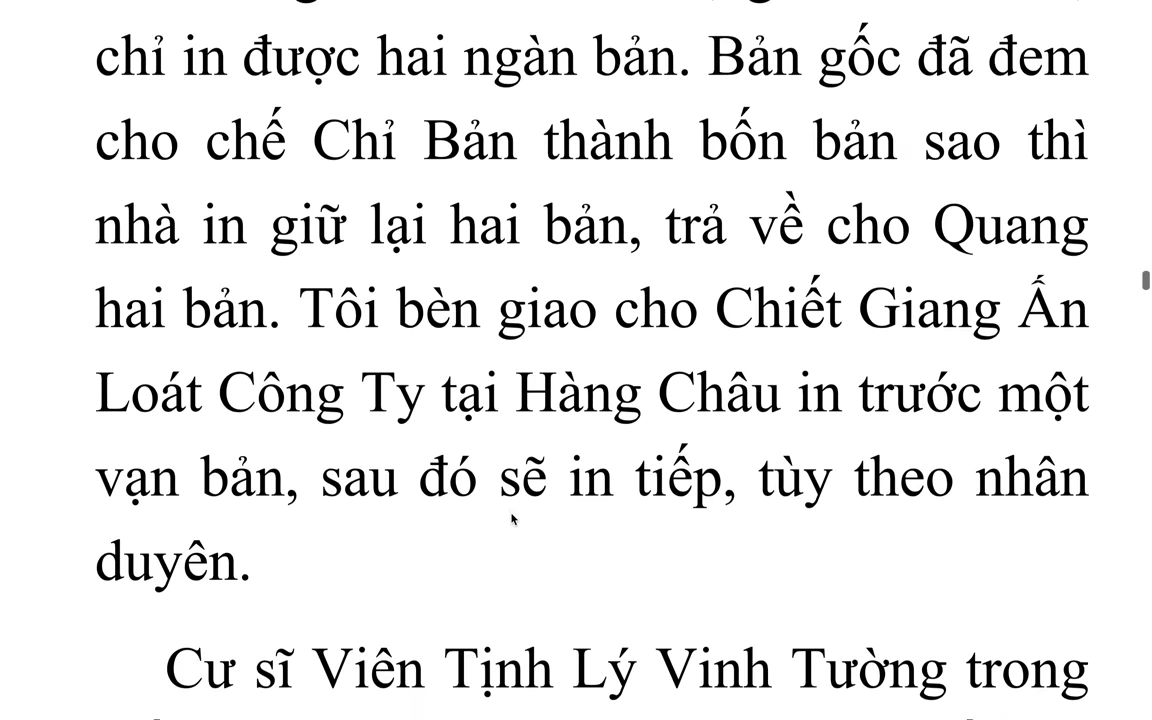 chỉ in được hai ngàn bản. Bản gốc đã đem
cho chế Chỉ Bản thành bốn bản sao thì
nhà in giữ lại hai bản, trả về cho Quang
hai bản. Tôi bèn giao cho Chiết Giang Ấn
Loát Công Ty tại Hàng Châu in trước một
vạn bản, sau đó sẽ in tiếp, tùy theo nhân
duyên.
Cư sĩ Viên Tịnh Lý Vinh Tường trong